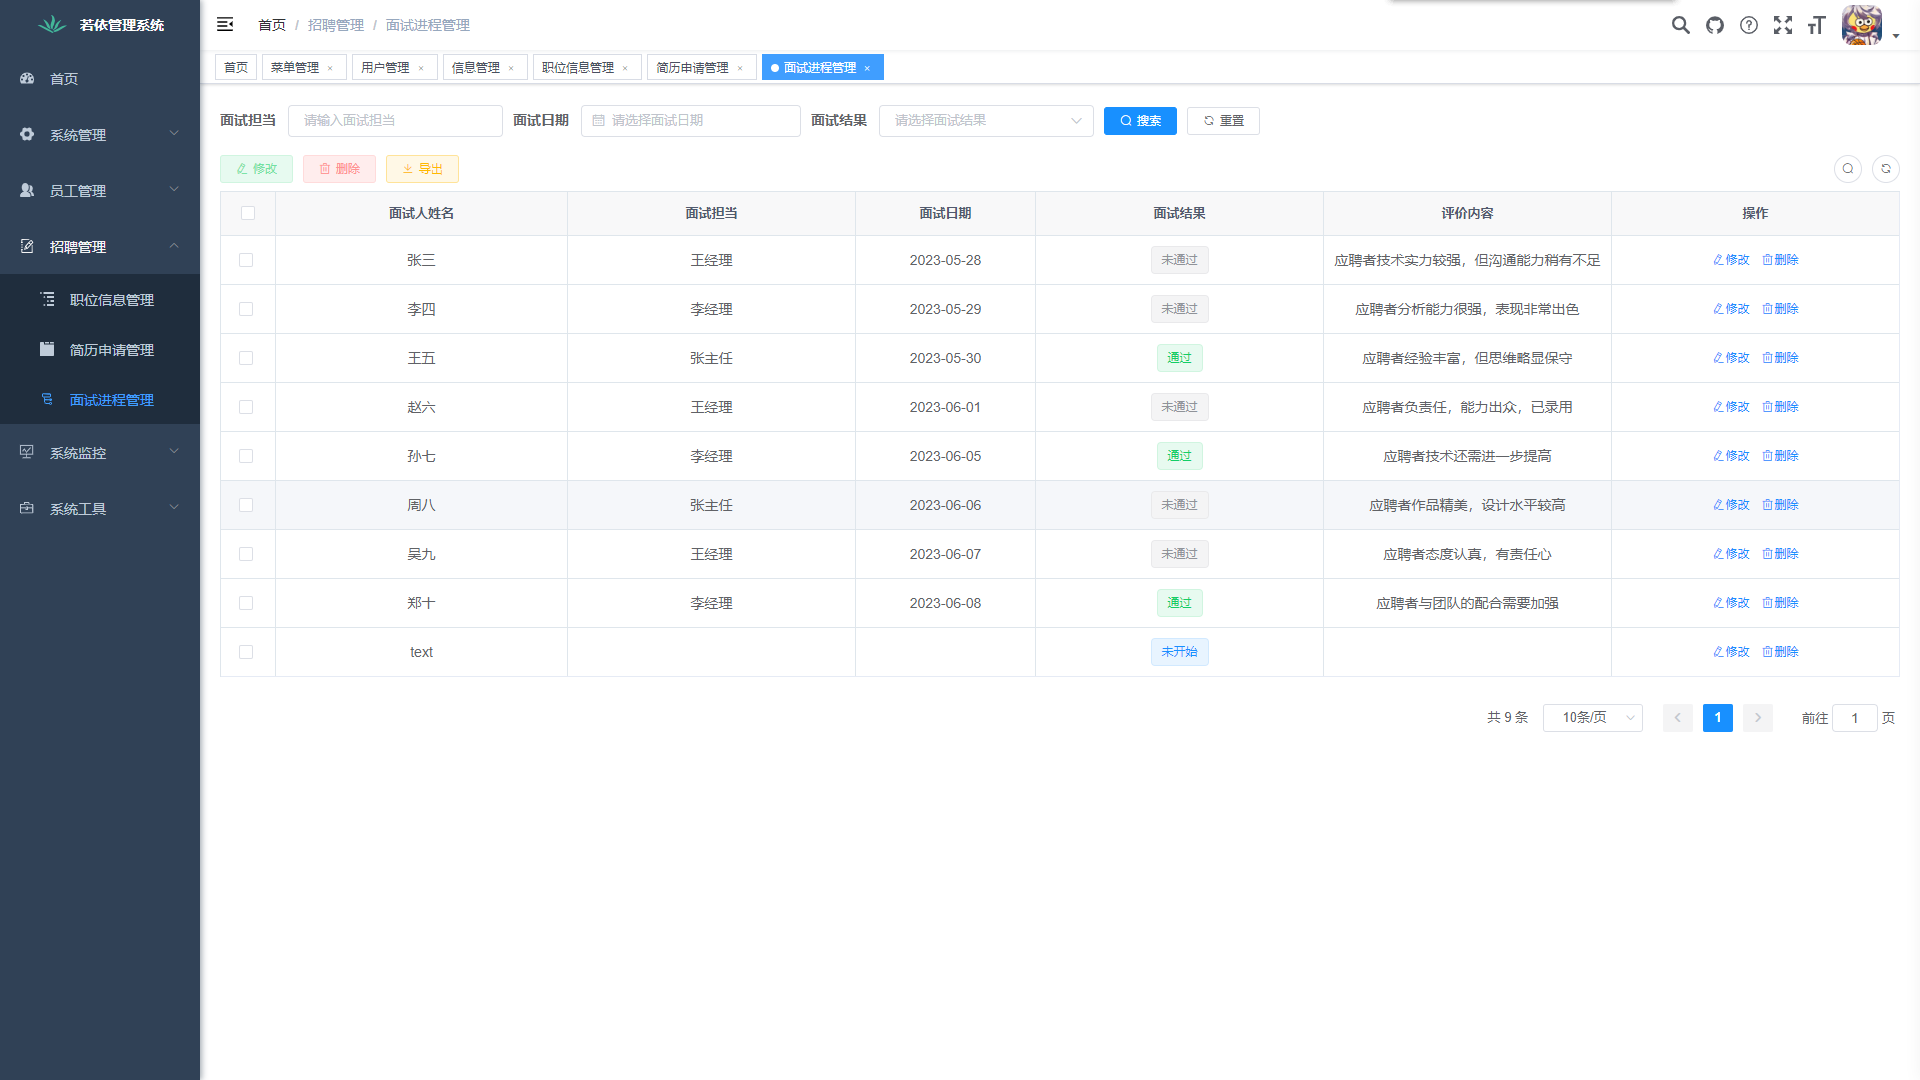 若依管理系统
首页
系统管理
员工管理
招聘管理
职位信息管理
简历申请管理
面试进程管理
系统监控
系统工具
首页 / 招聘管理 / 面试进程管理
首页 菜单管理 × 用户管理 × 信息管理 × 职位信息管理 × 简历申请管理 × 面试进程管理 ×
面试担当 请输入面试担当 面试日期 请选择面试日期 面试结果 请选择面试结果 搜索 重置
修改 删除 导出
面试人姓名 面试担当 面试日期 面试结果 评价内容 操作
张三 王经理 2023-05-28 未通过 应聘者技术实力较强，但沟通能力稍有不足 修改 删除
李四 李经理 2023-05-29 未通过 应聘者分析能力很强，表现非常出色 修改 删除
王五 张主任 2023-05-30 通过 应聘者经验丰富，但思维略显保守 修改 删除
赵六 王经理 2023-06-01 未通过 应聘者负责任，能力出众，已录用 修改 删除
孙七 李经理 2023-06-05 通过 应聘者技术还需进一步提高 修改 删除
周八 张主任 2023-06-06 未通过 应聘者作品精美，设计水平较高 修改 删除
吴九 王经理 2023-06-07 未通过 应聘者态度认真，有责任心 修改 删除
郑十 李经理 2023-06-08 通过 应聘者与团队的配合需要加强 修改 删除
text 未开始 修改 删除
共 9 条 10条/页 1 前往 1 页